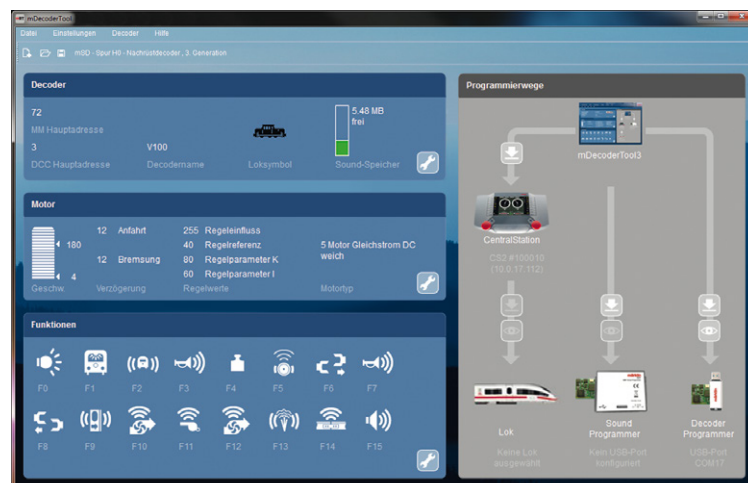 mDecoderTool
Datei Einstellungen Decoder Hilfe
mSD - Spur H0 - Nachrüstdecoder, 3. Generation
Decoder
72
MM Hauptadresse
3 V100
DCC Hauptadresse Decodername Loksymbol Sound-Speicher
5.48 MB
frei
Motor
180
4
Geschw.
12 Anfahrt
12 Bremsung
Verzögerung
255 Regeleinfluss
40 Regelreferenz
80 Regelparameter K
60 Regelparameter I
Regelwerte
5 Motor Gleichstrom DC
weich
Motortyp
Funktionen
F0 F1 F2 F3 F4 F5 F6 F7
F8 F9 F10 F11 F12 F13 F14 F15
Programmierwege
mDecoderTool3
CentralStation
CS2 #100010
(10.0.17.112)
Lok
Keine Lok
ausgewählt
Sound
Programmer
Kein USB-Port
konfiguriert
Decoder
Programmer
USB-Port
COM17